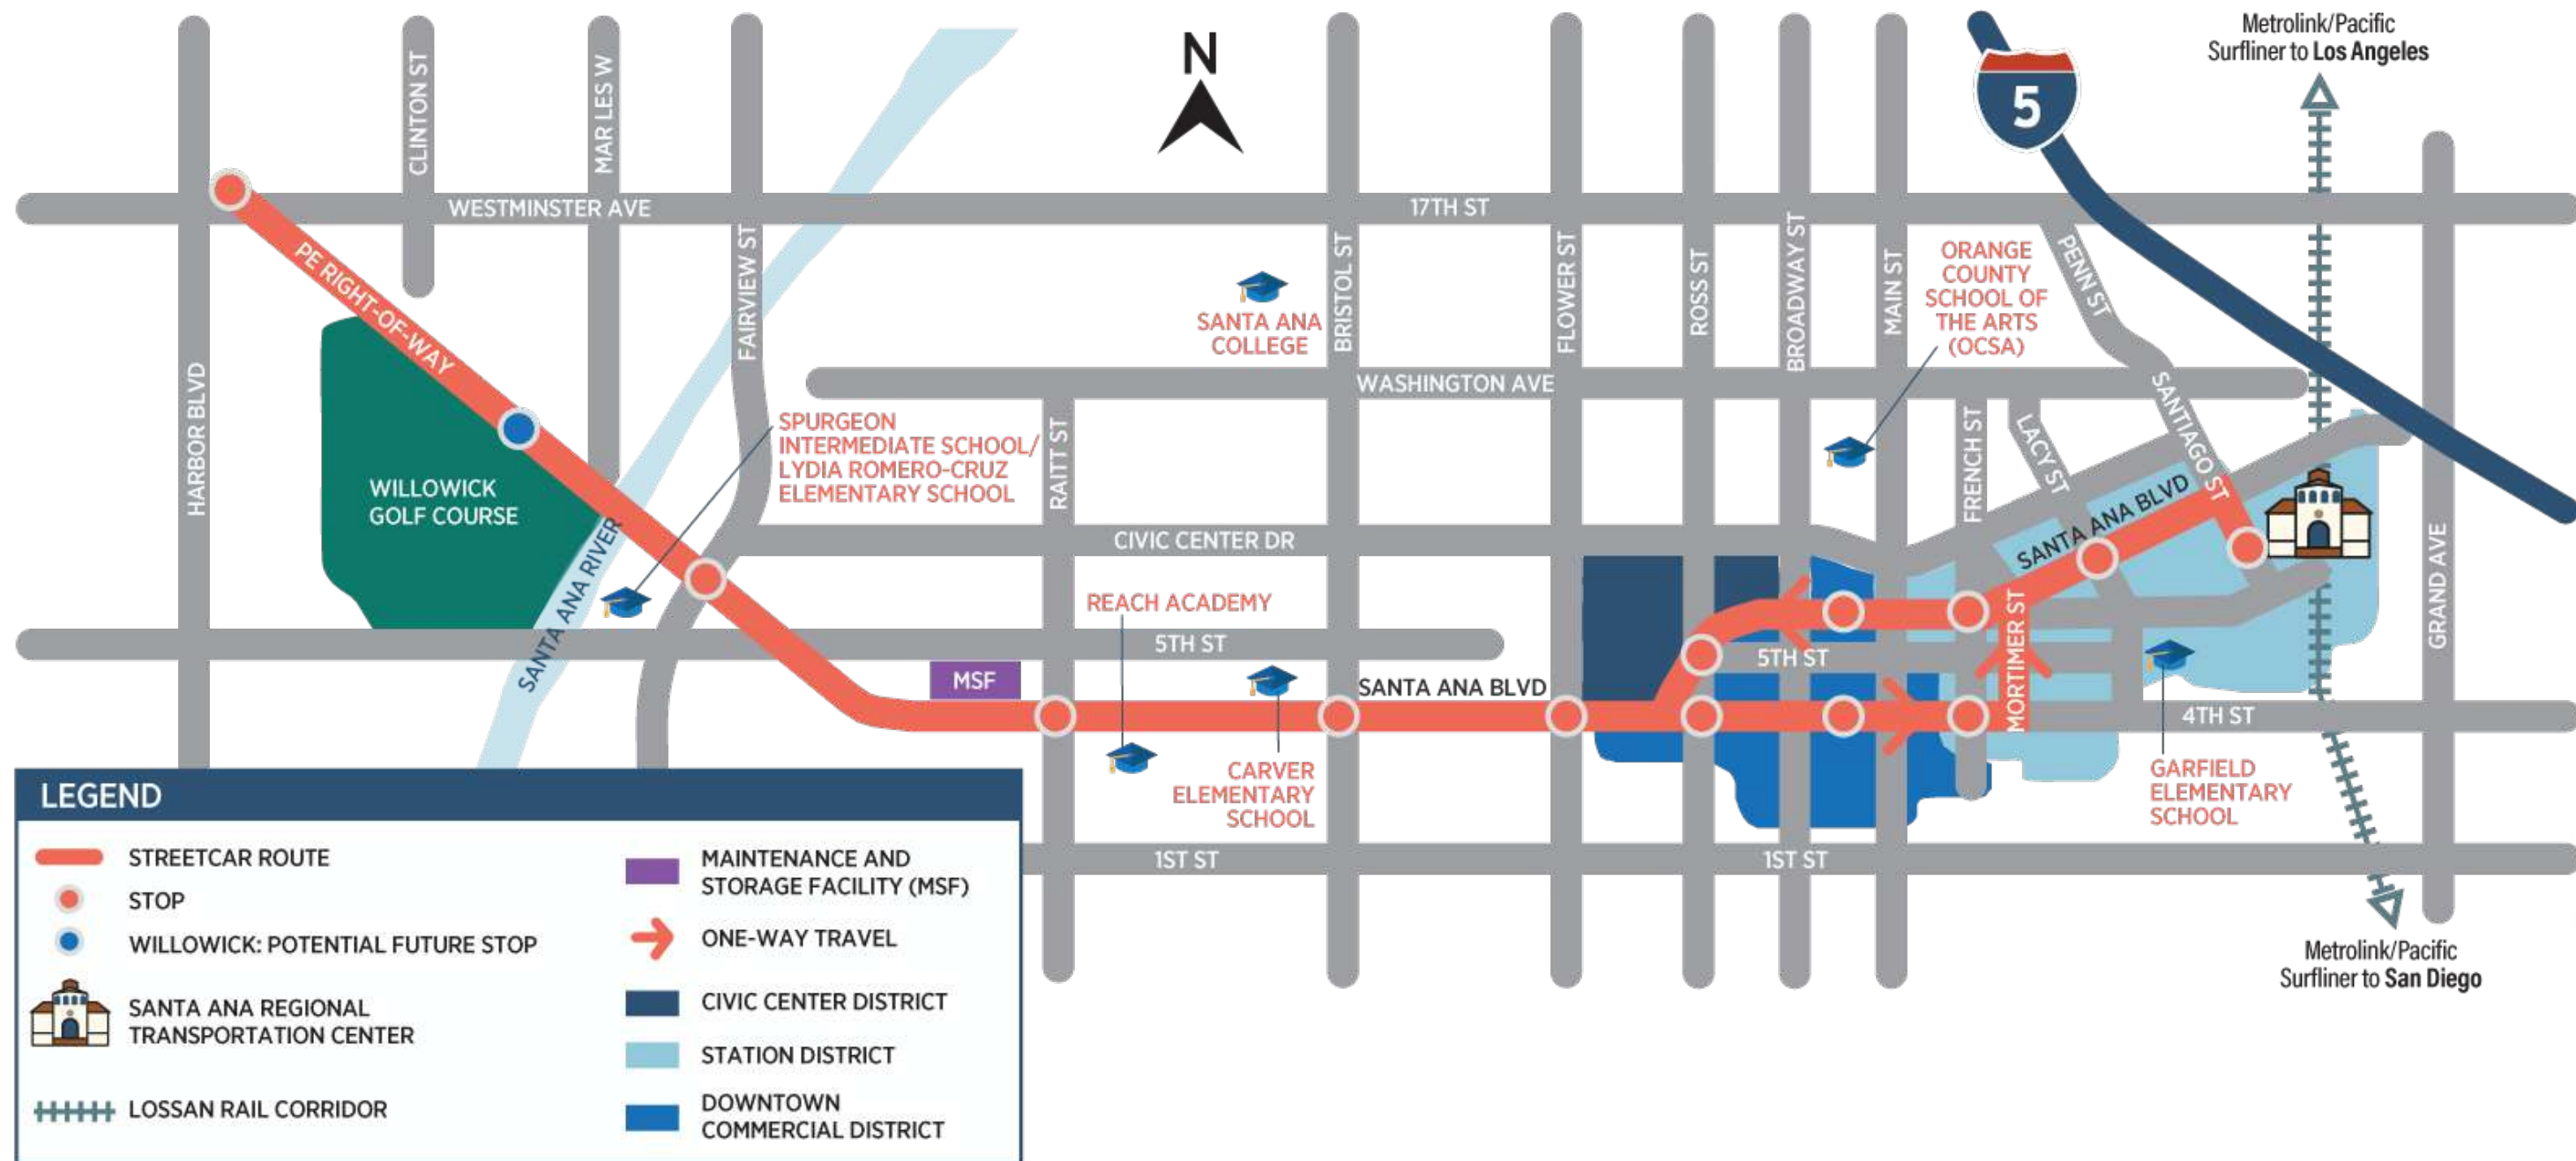 Metrolink/Pacific
Surfliner to Los Angeles
N
5
CLINTON ST
MAR LES W
WESTMINSTER AVE
17TH ST
PE RIGHT-OF-WAY
FAIRVIEW ST
BRISTOL ST
FLOWER ST
ROSS ST
BROADWAY ST
MAIN ST
PENN ST
ORANGE
COUNTY
SCHOOL OF
THE ARTS
(OCSA)
SANTA ANA
COLLEGE
HARBOR BLVD
WASHINGTON AVE
SPURGEON
INTERMEDIATE SCHOOL/
LYDIA ROMERO-CRUZ
ELEMENTARY SCHOOL
RAITT ST
FRENCH ST
LACY ST
SANTIAGO ST
WILLOWICK
GOLF COURSE
SANTA ANA RIVER
CIVIC CENTER DR
SANTA ANA BLVD
GRAND AVE
REACH ACADEMY
5TH ST
5TH ST
MORTIMER ST
MSF
SANTA ANA BLVD
4TH ST
CARVER
ELEMENTARY
SCHOOL
GARFIELD
ELEMENTARY
SCHOOL
1ST ST
1ST ST
Metrolink/Pacific
Surfliner to San Diego
LEGEND
STREETCAR ROUTE
STOP
WILLOWICK: POTENTIAL FUTURE STOP
SANTA ANA REGIONAL
TRANSPORTATION CENTER
LOSSAN RAIL CORRIDOR
MAINTENANCE AND
STORAGE FACILITY (MSF)
ONE-WAY TRAVEL
CIVIC CENTER DISTRICT
STATION DISTRICT
DOWNTOWN
COMMERCIAL DISTRICT